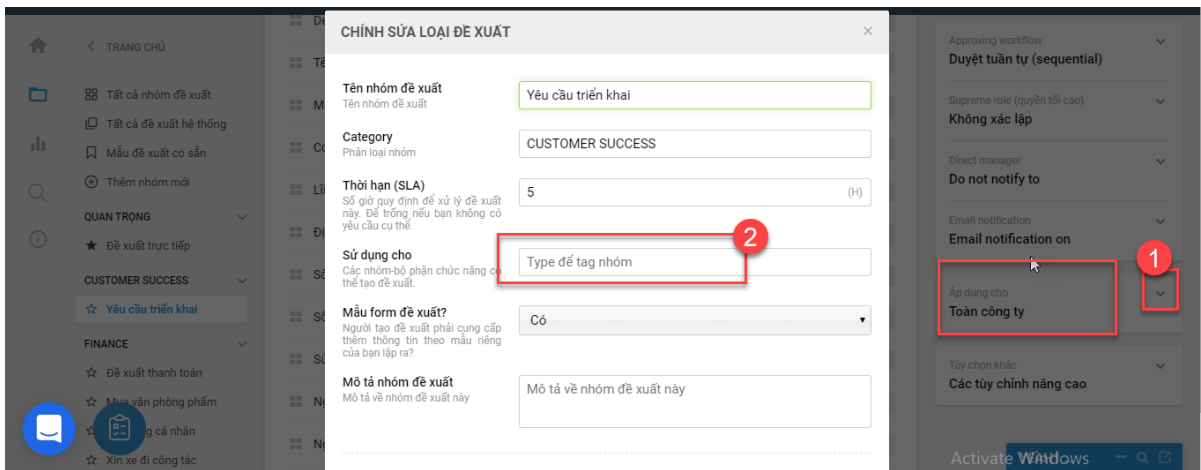 TRANG CHỦ
Tất cả nhóm đề xuất
Tất cả đề xuất hệ thống
Mẫu đề xuất có sẵn
Thêm nhóm mới
QUAN TRỌNG
Đề xuất trực tiếp
CUSTOMER SUCCESS
Yêu cầu triển khai
FINANCE
Đề xuất thanh toán
Mua văn phòng phẩm
g cá nhân
Xin xe đi công tác
CHỈNH SỬA LOẠI ĐỀ XUẤT
×
Tên nhóm đề xuất
Tên nhóm đề xuất
Yêu cầu triển khai
Category
Phân loại nhóm
CUSTOMER SUCCESS
Thời hạn (SLA)
Số giờ quy định để xử lý đề xuất
này. Để trống nếu bạn không có
yêu cầu cụ thể.
5
(H)
Sử dụng cho
Các nhóm-bộ phận chức năng có
thể tạo đề xuất.
Type để tag nhóm
2
Mẫu form đề xuất?
Người tạo đề xuất phải cung cấp
thêm thông tin theo mẫu riêng
của bạn lập ra?
Có
Mô tả nhóm đề xuất
Mô tả về nhóm đề xuất này
Mô tả về nhóm đề xuất này
Approving workflow
Duyệt tuần tự (sequential)
Supreme role (quyền tối cao)
Không xác lập
Direct manager
Do not notify to
Email notification
Email notification on
1
Áp dụng cho
Toàn công ty
Tùy chọn khác
Các tùy chỉnh nâng cao
Activate Windows